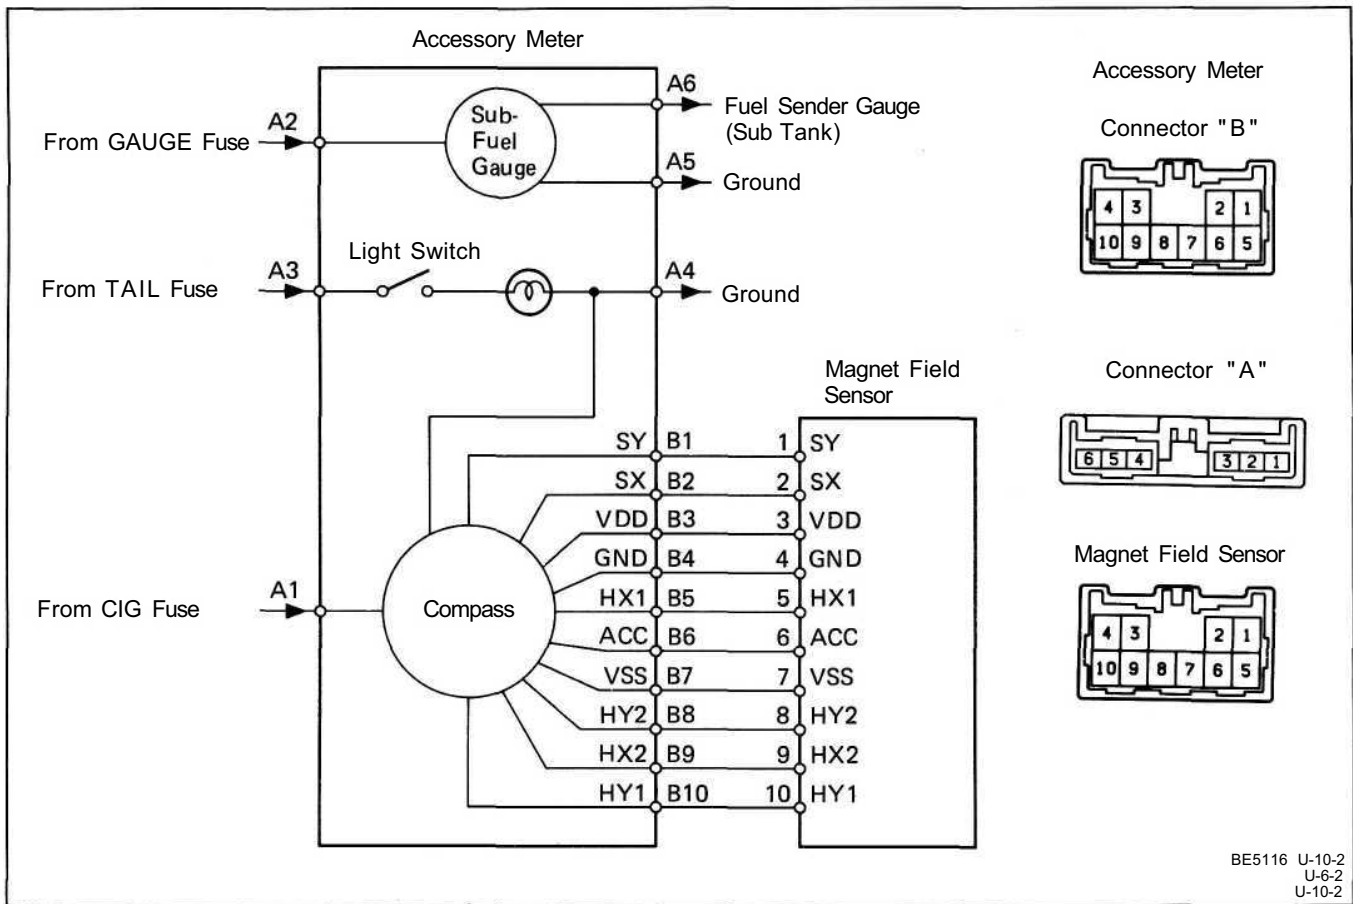 Accessory Meter
From GAUGE Fuse
A2
Sub-
Fuel
Gauge
A6
Fuel Sender Gauge
(Sub Tank)
A5
Ground
From TAIL Fuse
A3
Light Switch
A4
Ground
From CIG Fuse
A1
Compass
SY B1
SX B2
VDD B3
GND B4
HX1 B5
ACC B6
VSS B7
HY2 B8
HX2 B9
HY1 B10
Magnet Field
Sensor
1 SY
2 SX
3 VDD
4 GND
5 HX1
6 ACC
7 VSS
8 HY2
9 HX2
10 HY1
Accessory Meter
Connector "B"
4 3 2 1
10 9 8 7 6 5
Connector "A"
6 5 4 3 2 1
Magnet Field Sensor
4 3 2 1
10 9 8 7 6 5
BE5116 U-10-2
U-6-2
U-10-2